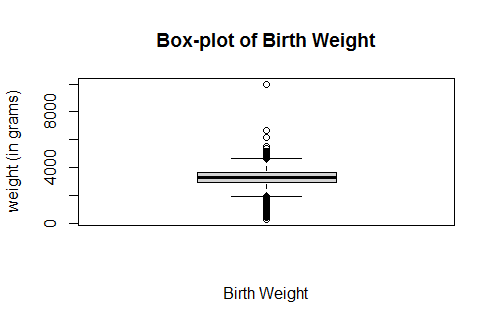 Box-plot of Birth Weight
weight (in grams)
8000
4000
0
Birth Weight